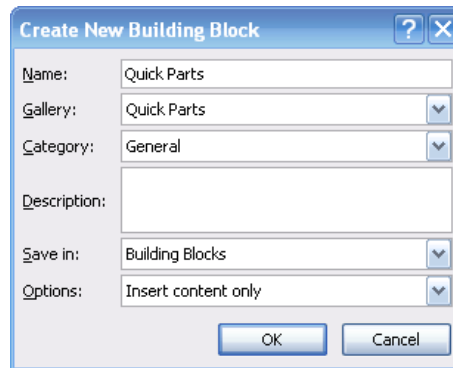 Create New Building Block
Name: Quick Parts
Gallery: Quick Parts
Category: General
Description:
Save in: Building Blocks
Options: Insert content only
OK Cancel